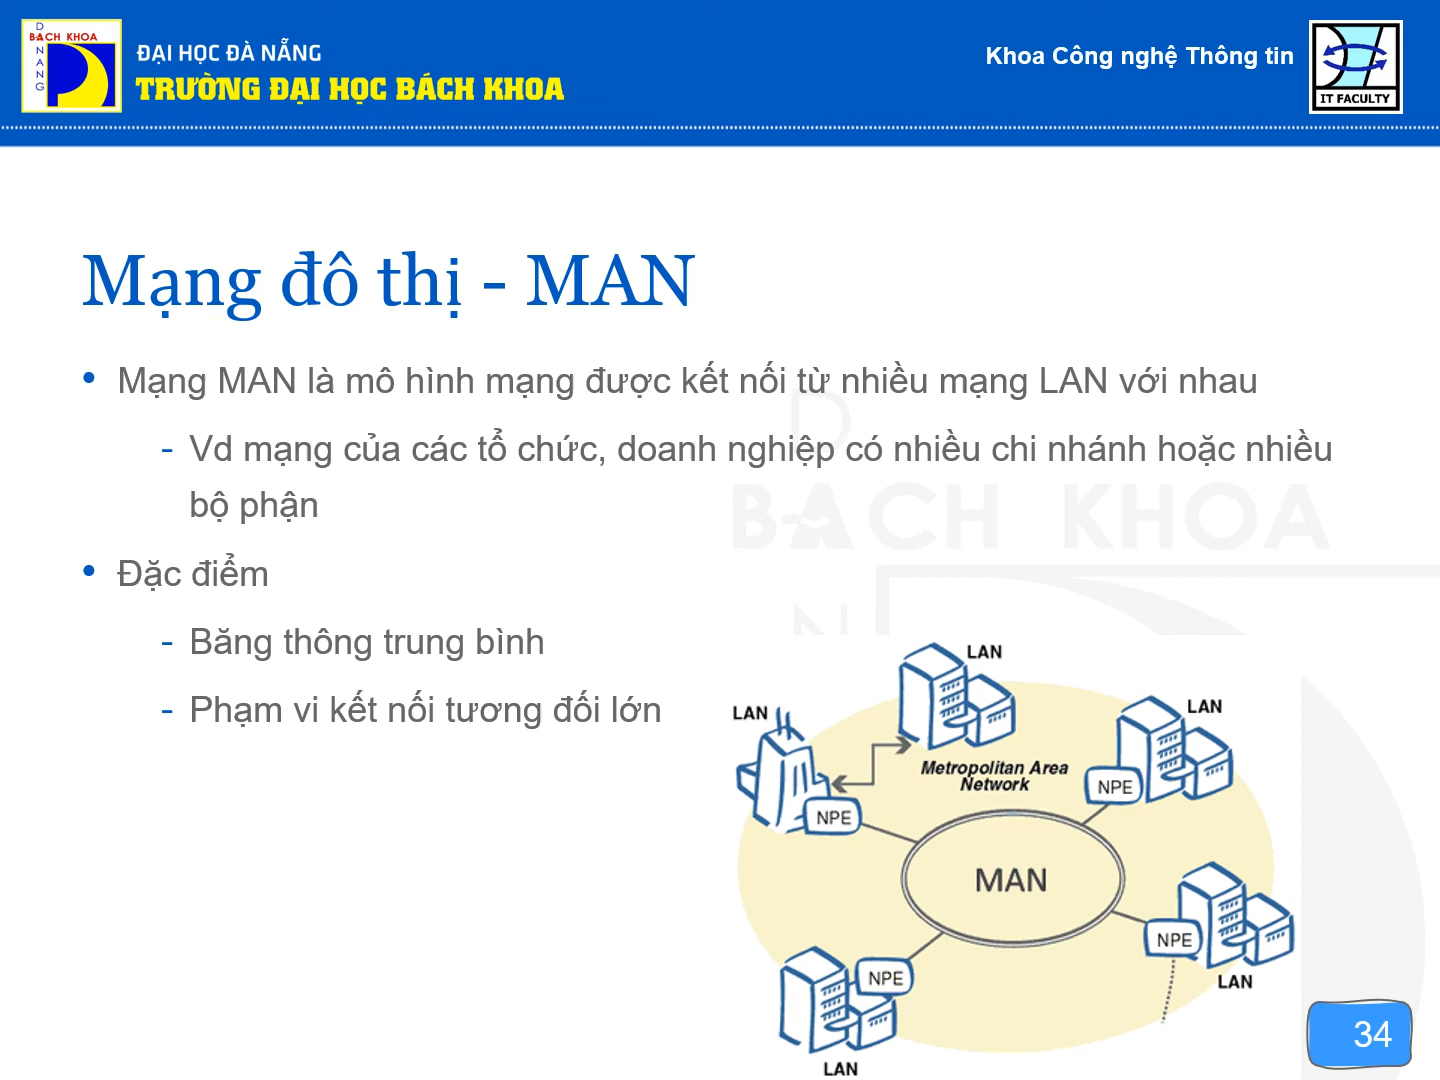 DANANG
BACH KHOA
ĐẠI HỌC ĐÀ NẴNG
TRƯỜNG ĐẠI HỌC BÁCH KHOA
Khoa Công nghệ Thông tin
IT FACULTY
Mạng đô thị - MAN
• Mạng MAN là mô hình mạng được kết nối từ nhiều mạng LAN với nhau
- Vd mạng của các tổ chức, doanh nghiệp có nhiều chi nhánh hoặc nhiều
bộ phận
• Đặc điểm
- Băng thông trung bình
- Phạm vi kết nối tương đối lớn
BACH KHOA
LAN
LAN
LAN
Metropolitan Area
Network
NPE
NPE
MAN
NPE
NPE
LAN
LAN
34